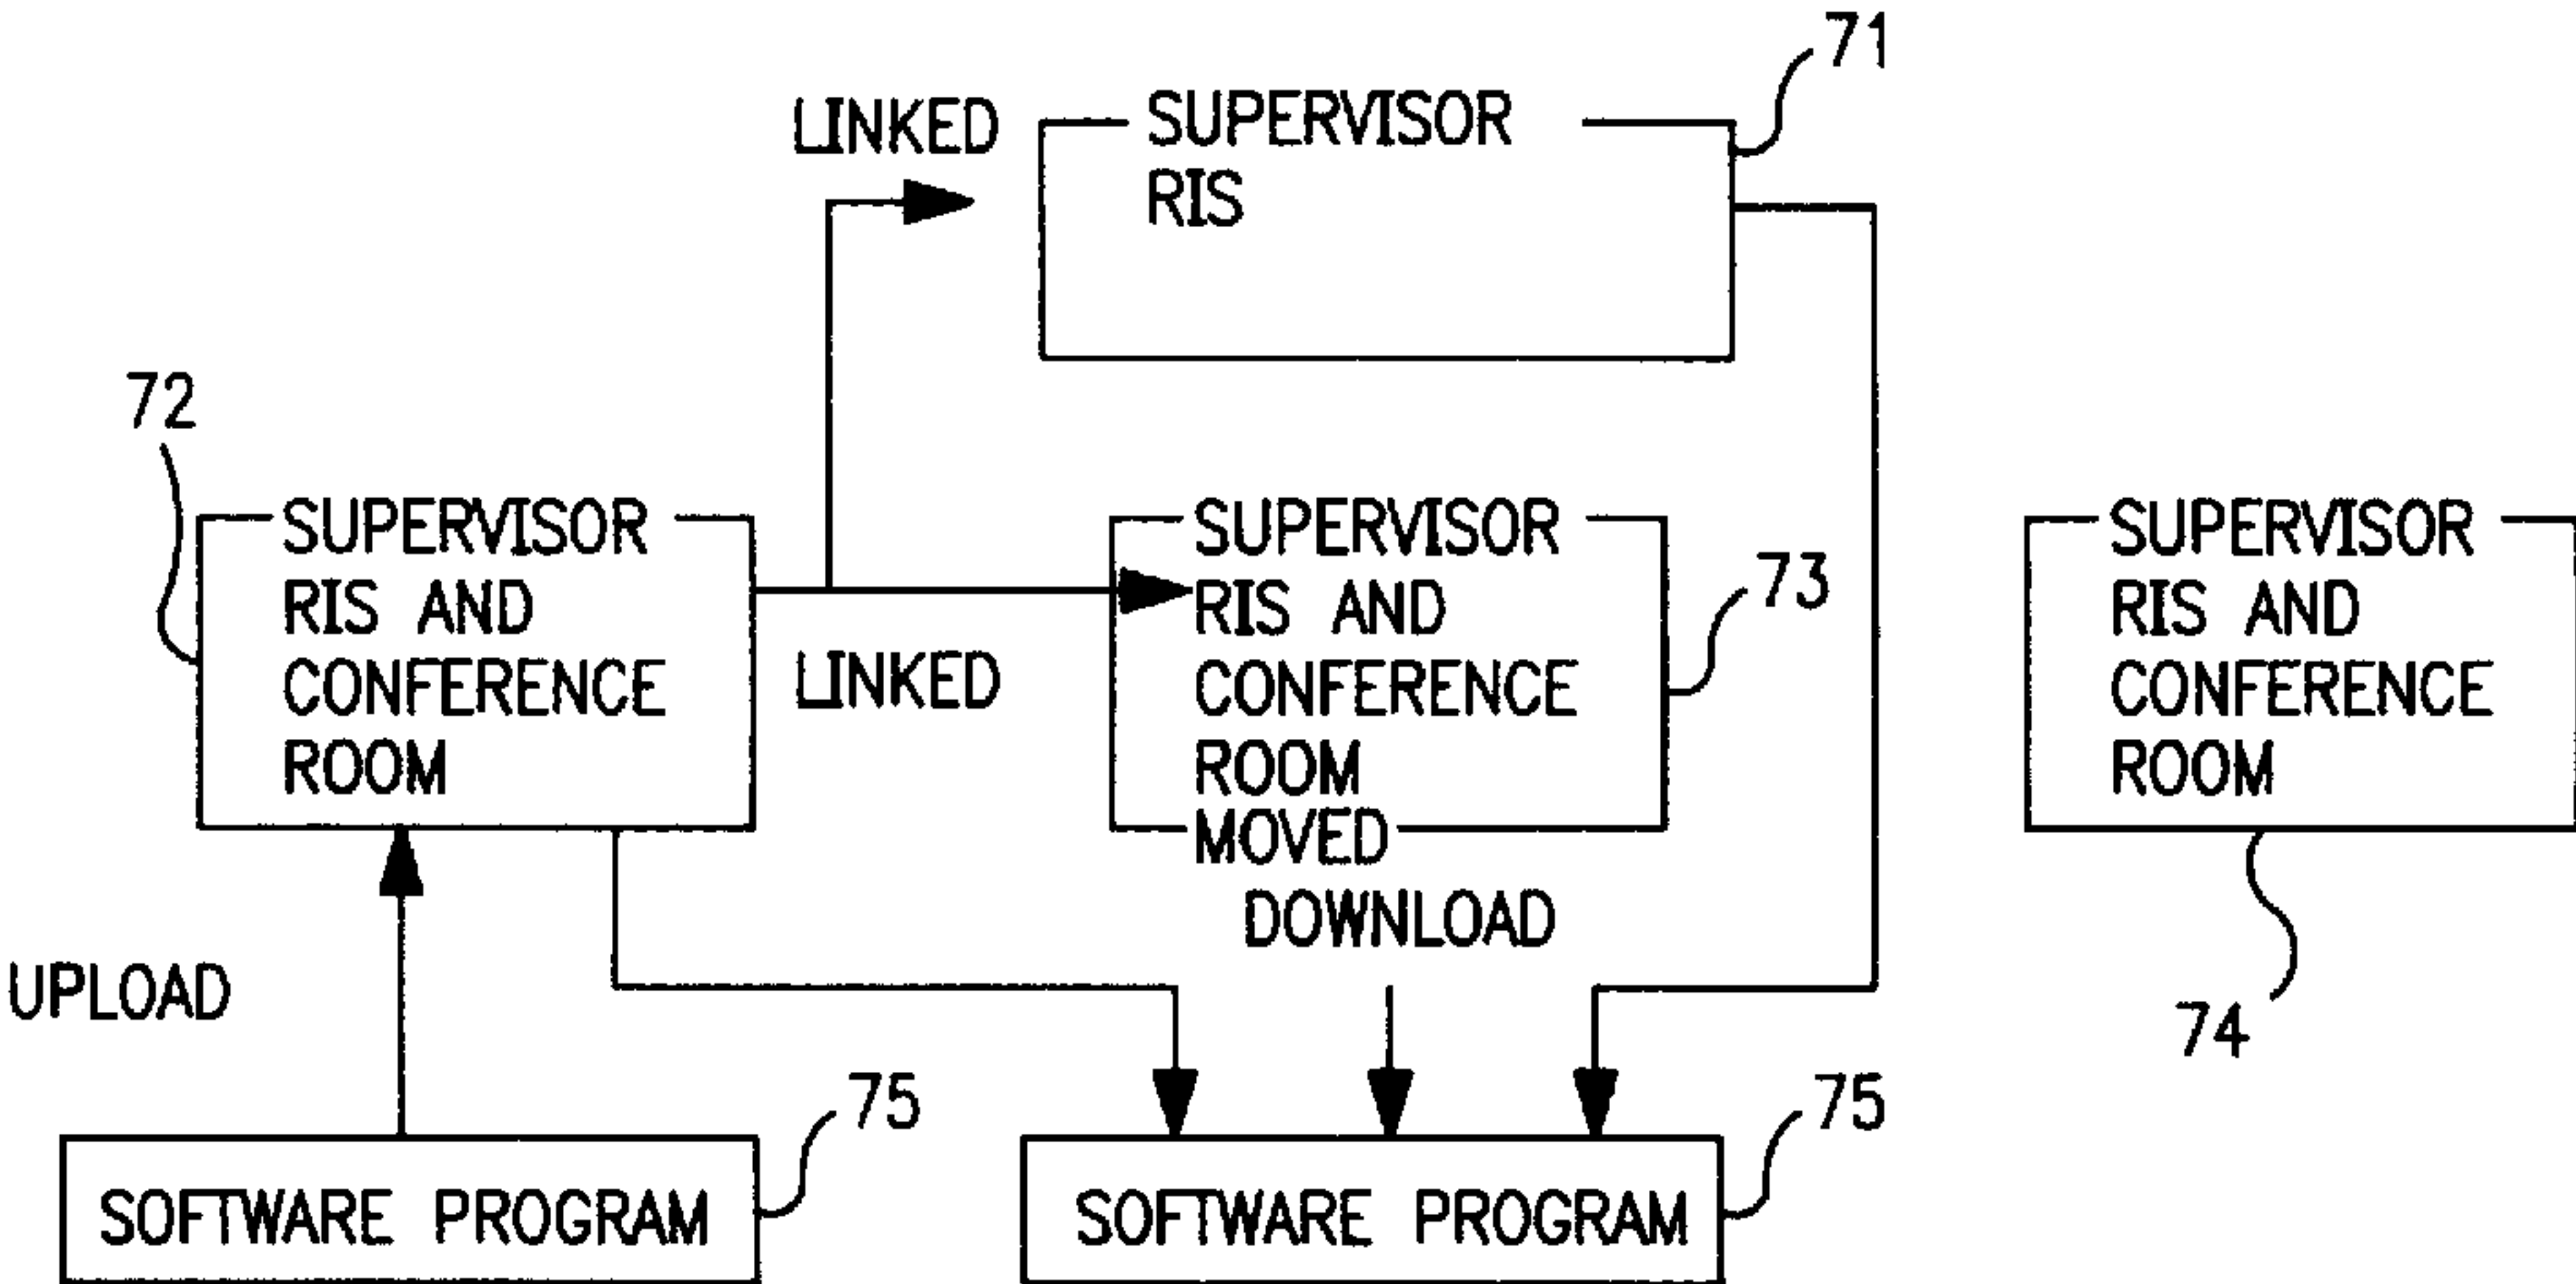 71
LINKED
SUPERVISOR
RIS
72
SUPERVISOR
RIS AND
CONFERENCE
ROOM
LINKED
SUPERVISOR
RIS AND
CONFERENCE
ROOM
MOVED
73
SUPERVISOR
RIS AND
CONFERENCE
ROOM
74
DOWNLOAD
UPLOAD
75
SOFTWARE PROGRAM
75
SOFTWARE PROGRAM